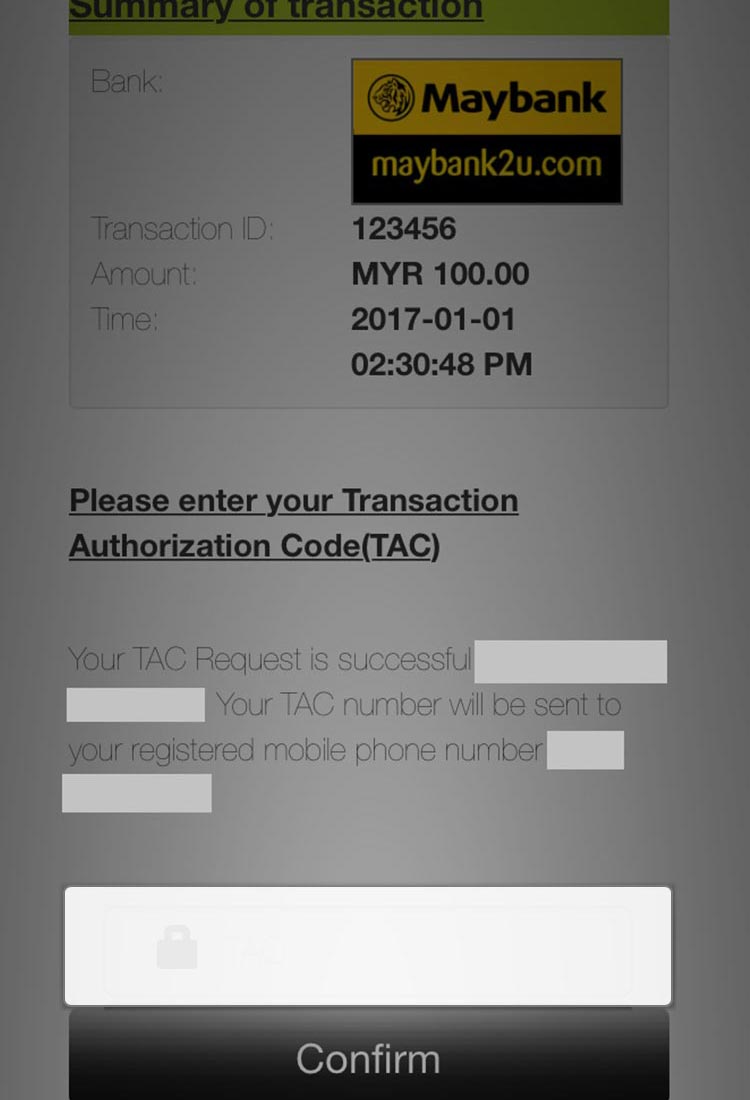 Summary of transaction
Bank:
Maybank
maybank2u.com
Transaction ID: 123456
Amount: MYR 100.00
Time: 2017-01-01
02:30:48 PM
Please enter your Transaction
Authorization Code(TAC)
Your TAC Request is successful
Your TAC number will be sent to
your registered mobile phone number
TAC
Confirm